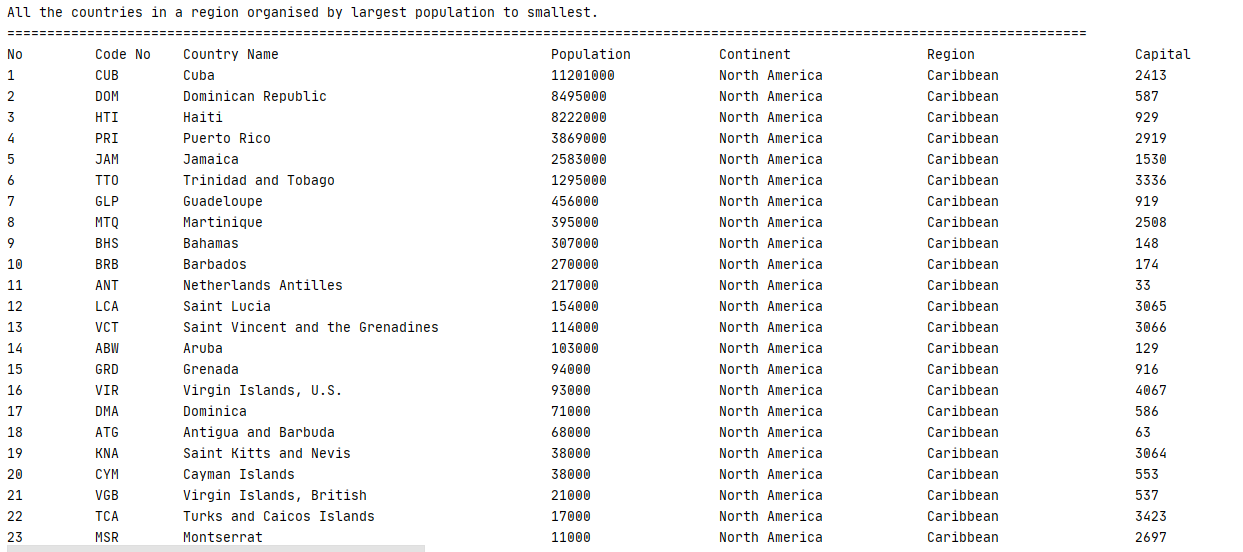 All the countries in a region organised by largest population to smallest.
=======================================================================================================================================
No Code No Country Name Population Continent Region Capital
1 CUB Cuba 11201000 North America Caribbean 2413
2 DOM Dominican Republic 8495000 North America Caribbean 587
3 HTI Haiti 8222000 North America Caribbean 929
4 PRI Puerto Rico 3869000 North America Caribbean 2919
5 JAM Jamaica 2583000 North America Caribbean 1530
6 TTO Trinidad and Tobago 1295000 North America Caribbean 3336
7 GLP Guadeloupe 456000 North America Caribbean 919
8 MTQ Martinique 395000 North America Caribbean 2508
9 BHS Bahamas 307000 North America Caribbean 148
10 BRB Barbados 270000 North America Caribbean 174
11 ANT Netherlands Antilles 217000 North America Caribbean 33
12 LCA Saint Lucia 154000 North America Caribbean 3065
13 VCT Saint Vincent and the Grenadines 114000 North America Caribbean 3066
14 ABW Aruba 103000 North America Caribbean 129
15 GRD Grenada 94000 North America Caribbean 916
16 VIR Virgin Islands, U.S. 93000 North America Caribbean 4067
17 DMA Dominica 71000 North America Caribbean 586
18 ATG Antigua and Barbuda 68000 North America Caribbean 63
19 KNA Saint Kitts and Nevis 38000 North America Caribbean 3064
20 CYM Cayman Islands 38000 North America Caribbean 553
21 VGB Virgin Islands, British 21000 North America Caribbean 537
22 TCA Turks and Caicos Islands 17000 North America Caribbean 3423
23 MSR Montserrat 11000 North America Caribbean 2697